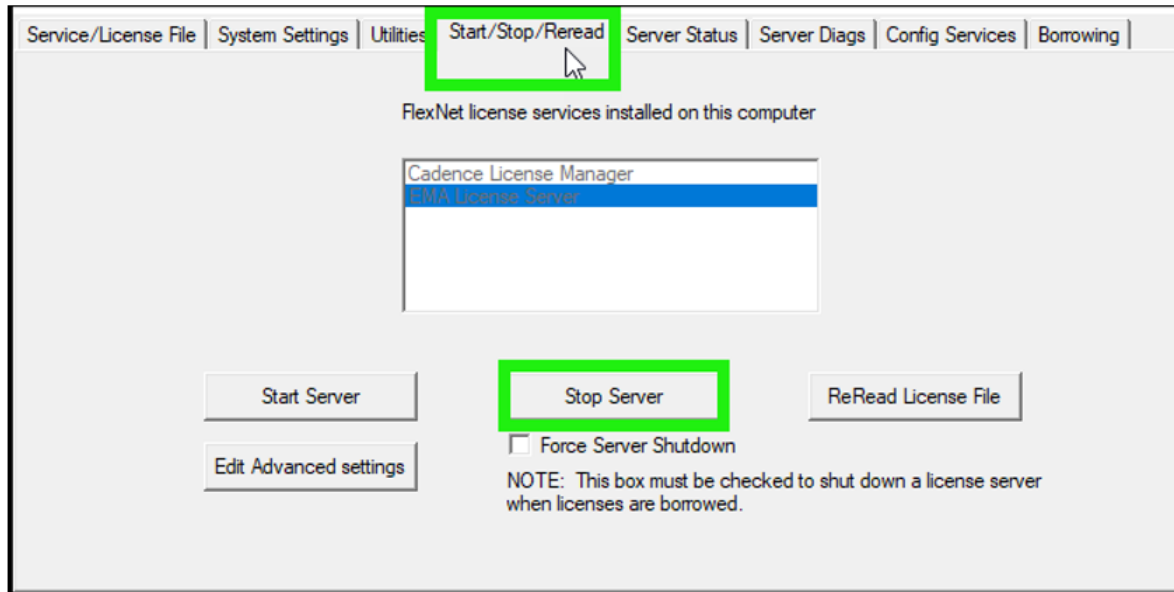 Service/License File System Settings Utilities Start/Stop/Reread Server Status Server Diags Config Services Borrowing
FlexNet license services installed on this computer
Cadence License Manager
EMA License Server
Start Server Stop Server ReRead License File
Edit Advanced settings Force Server Shutdown
NOTE: This box must be checked to shut down a license server
when licenses are borrowed.